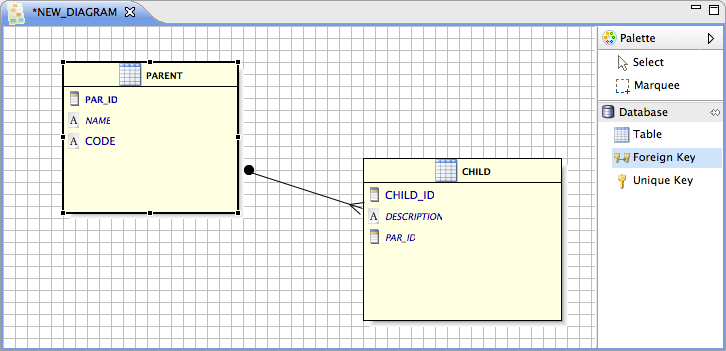 *NEW_DIAGRAM
Palette
Select
Marquee
Database
Table
Foreign Key
Unique Key
PARENT
PAR_ID
A NAME
A CODE
CHILD
CHILD_ID
A DESCRIPTION
PAR_ID